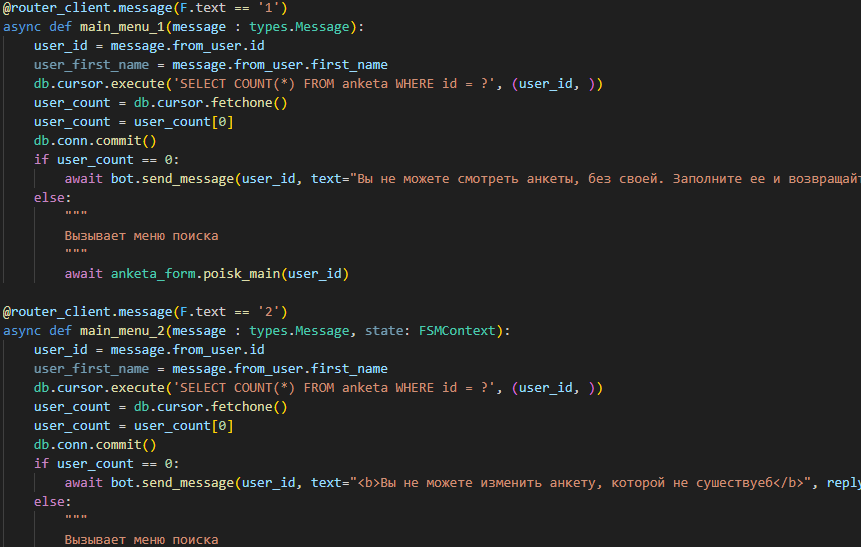 @router_client.message(F.text == '1')
async def main_menu_1(message : types.Message):
    user_id = message.from_user.id
    user_first_name = message.from_user.first_name
    db.cursor.execute('SELECT COUNT(*) FROM anketa WHERE id = ?', (user_id, ))
    user_count = db.cursor.fetchone()
    user_count = user_count[0]
    db.conn.commit()
    if user_count == 0:
        await bot.send_message(user_id, text="Вы не можете смотреть анкеты, без своей. Заполните ее и возвращайт
    else:
        """
        Вызывает меню поиска
        """
        await anketa_form.poisk_main(user_id)

@router_client.message(F.text == '2')
async def main_menu_2(message : types.Message, state: FSMContext):
    user_id = message.from_user.id
    user_first_name = message.from_user.first_name
    db.cursor.execute('SELECT COUNT(*) FROM anketa WHERE id = ?', (user_id, ))
    user_count = db.cursor.fetchone()
    user_count = user_count[0]
    db.conn.commit()
    if user_count == 0:
        await bot.send_message(user_id, text="<b>Вы не можете изменить анкету, которой не сушествуеб</b>", reply
    else:
        """
        Вызывает меню поиска